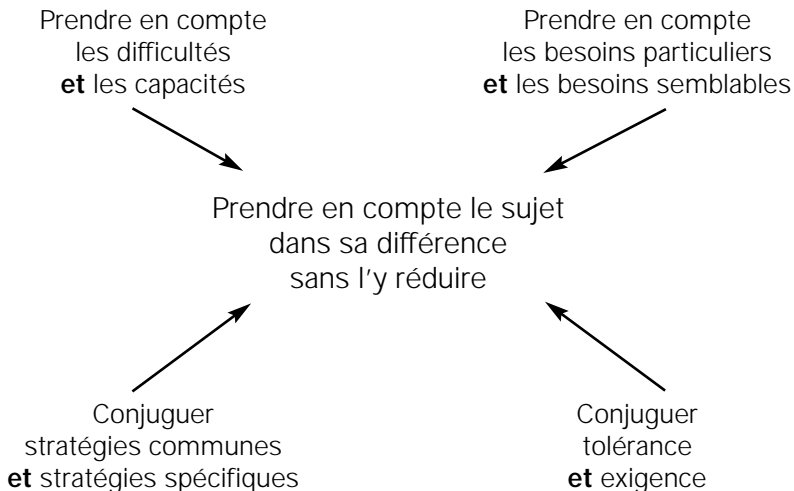 Prendre en compte
les difficultés
et les capacités
Prendre en compte
les besoins particuliers
et les besoins semblables
Prendre en compte le sujet
dans sa différence
sans l'y réduire
Conjuguer
stratégies communes
et stratégies spécifiques
Conjuguer
tolérance
et exigence